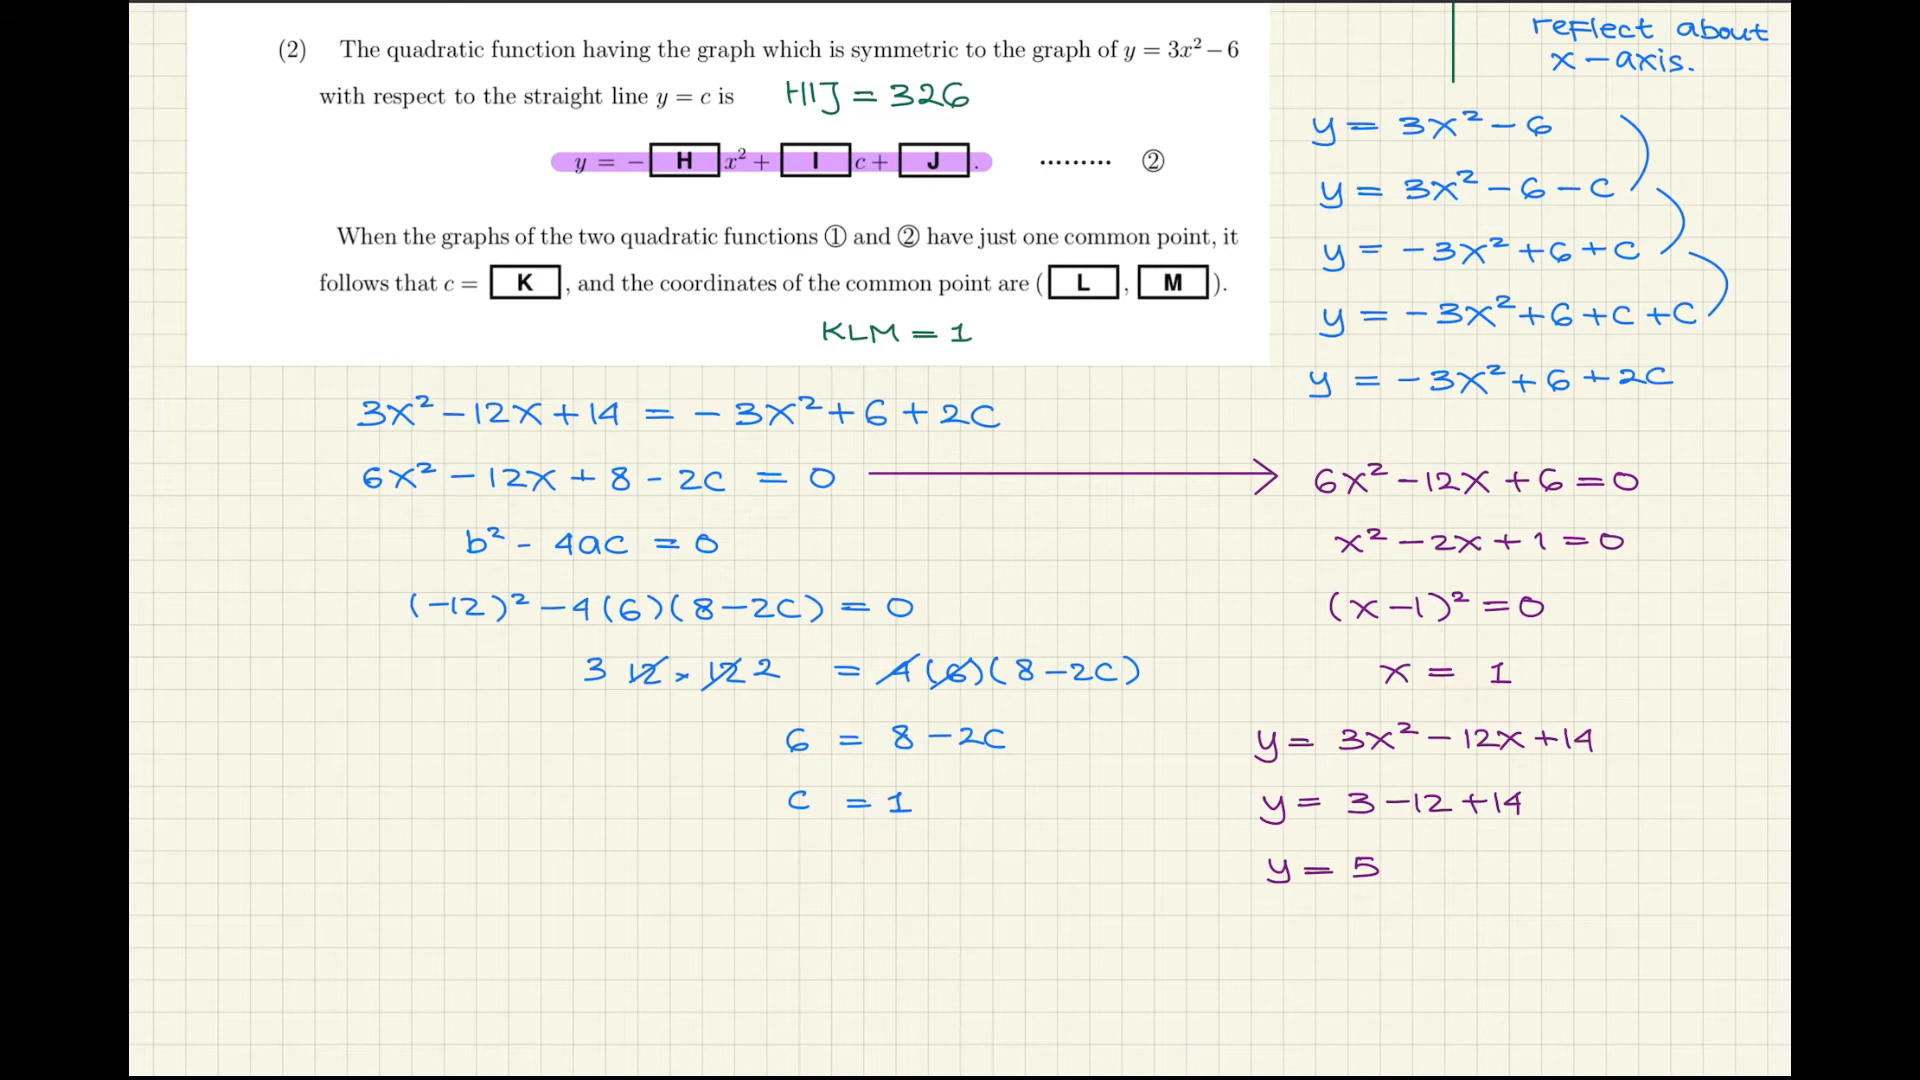 reflect about
x-axis.
(2) The quadratic function having the graph which is symmetric to the graph of y = 3x² – 6
with respect to the straight line y = c is HIJ = 326
y = – H x² + I c + J . ········· ②
When the graphs of the two quadratic functions ① and ② have just one common point, it
follows that c = K , and the coordinates of the common point are ( L , M ).
KLM = 1
y = 3x² - 6
y = 3x² - 6 - c
y = -3x² + 6 + c
y = -3x² + 6 + c + c
y = -3x² + 6 + 2c
3x² - 12x + 14 = -3x² + 6 + 2c
6x² - 12x + 8 - 2c = 0
b² - 4ac = 0
(-12)² - 4(6)(8-2c) = 0
3 12 × 12 2 = 4(6)(8-2c)
6 = 8 - 2c
c = 1
6x² - 12x + 6 = 0
x² - 2x + 1 = 0
(x-1)² = 0
x = 1
y = 3x² - 12x + 14
y = 3 - 12 + 14
y = 5